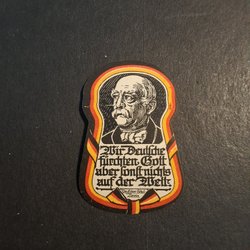 Wir Deutsche
fürchten Gott
aber sonst nichts
auf der Welt.